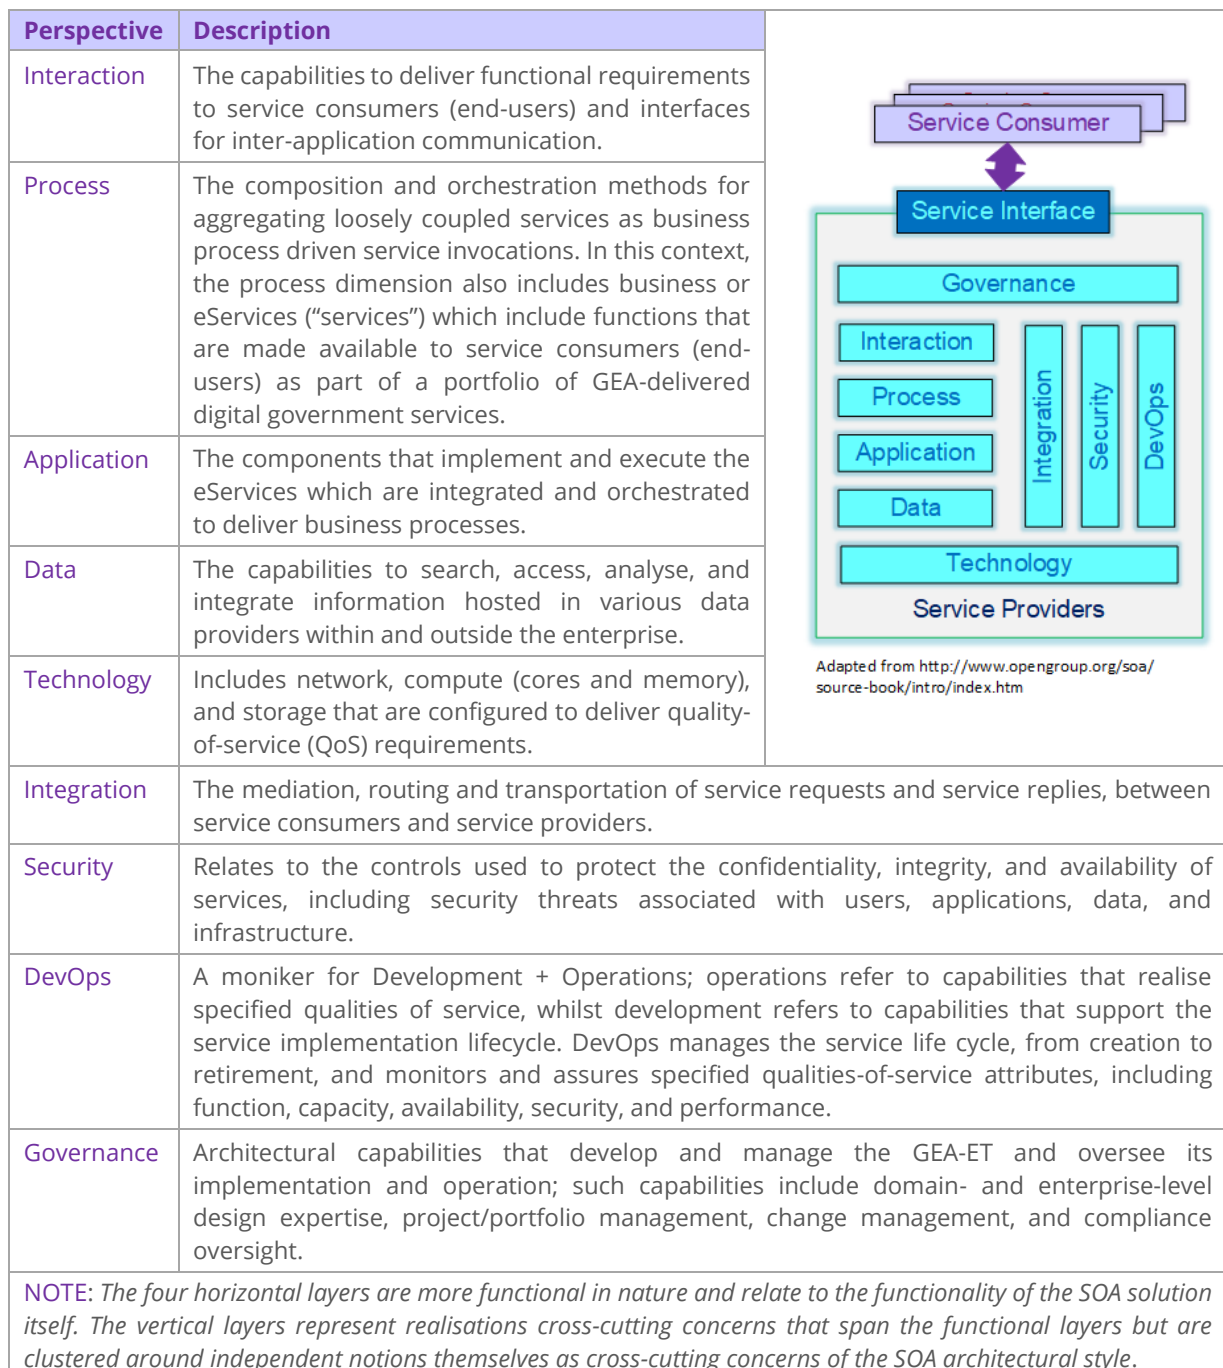 Perspective Description
Interaction The capabilities to deliver functional requirements
to service consumers (end-users) and interfaces
for inter-application communication.
Process The composition and orchestration methods for
aggregating loosely coupled services as business
process driven service invocations. In this context,
the process dimension also includes business or
eServices (“services”) which include functions that
are made available to service consumers (end-
users) as part of a portfolio of GEA-delivered
digital government services.
Application The components that implement and execute the
eServices which are integrated and orchestrated
to deliver business processes.
Data The capabilities to search, access, analyse, and
integrate information hosted in various data
providers within and outside the enterprise.
Technology Includes network, compute (cores and memory),
and storage that are configured to deliver quality-
of-service (QoS) requirements.
Service Consumer
Service Interface
Governance
Interaction
Process
Application
Data
Integration
Security
DevOps
Technology
Service Providers
Adapted from http://www.opengroup.org/soa/
source-book/intro/index.htm
Integration The mediation, routing and transportation of service requests and service replies, between
service consumers and service providers.
Security Relates to the controls used to protect the confidentiality, integrity, and availability of
services, including security threats associated with users, applications, data, and
infrastructure.
DevOps A moniker for Development + Operations; operations refer to capabilities that realise
specified qualities of service, whilst development refers to capabilities that support the
service implementation lifecycle. DevOps manages the service life cycle, from creation to
retirement, and monitors and assures specified qualities-of-service attributes, including
function, capacity, availability, security, and performance.
Governance Architectural capabilities that develop and manage the GEA-ET and oversee its
implementation and operation; such capabilities include domain- and enterprise-level
design expertise, project/portfolio management, change management, and compliance
oversight.
NOTE: The four horizontal layers are more functional in nature and relate to the functionality of the SOA solution
itself. The vertical layers represent realisations cross-cutting concerns that span the functional layers but are
clustered around independent notions themselves as cross-cutting concerns of the SOA architectural style.